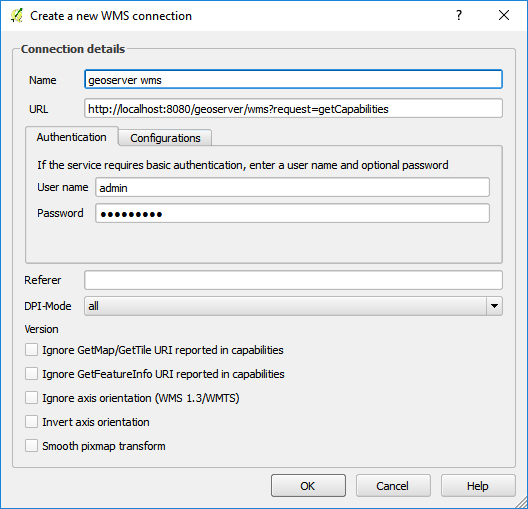 Create a new WMS connection
Connection details
Name geoserver wms
URL http://localhost:8080/geoserver/wms?request=getCapabilities
Authentication Configurations
If the service requires basic authentication, enter a user name and optional password
User name admin
Password ●●●●●●●●●
Referer
DPI-Mode all
Version
Ignore GetMap/GetTile URI reported in capabilities
Ignore GetFeatureInfo URI reported in capabilities
Ignore axis orientation (WMS 1.3/WMTS)
Invert axis orientation
Smooth pixmap transform
OK Cancel Help